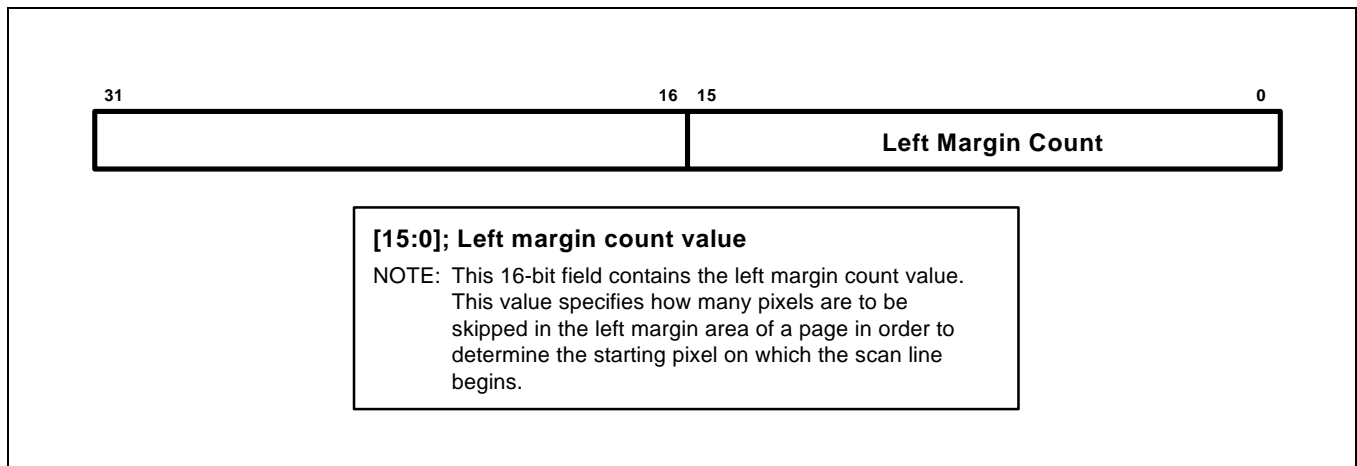 31 16 15 0
Left Margin Count
[15:0]; Left margin count value
NOTE: This 16-bit field contains the left margin count value.
This value specifies how many pixels are to be
skipped in the left margin area of a page in order to
determine the starting pixel on which the scan line
begins.